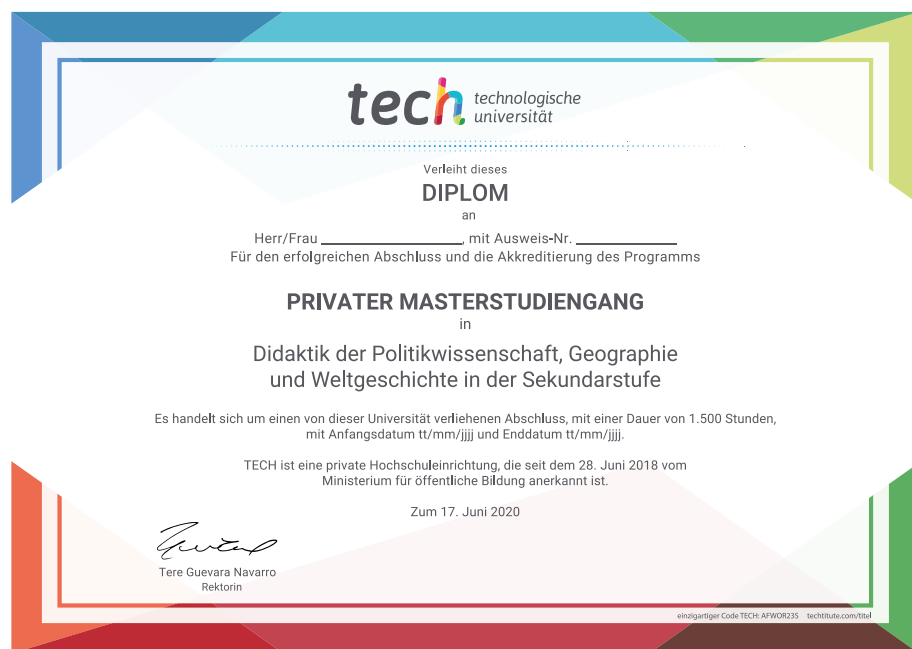 tech technologische
universität
Verleiht dieses
DIPLOM
an
Herr/Frau ____________________, mit Ausweis-Nr. ______________
Für den erfolgreichen Abschluss und die Akkreditierung des Programms
PRIVATER MASTERSTUDIENGANG
in
Didaktik der Politikwissenschaft, Geographie
und Weltgeschichte in der Sekundarstufe
Es handelt sich um einen von dieser Universität verliehenen Abschluss, mit einer Dauer von 1.500 Stunden,
mit Anfangsdatum tt/mm/jjjj und Enddatum tt/mm/jjjj.
TECH ist eine private Hochschuleinrichtung, die seit dem 28. Juni 2018 vom
Ministerium für öffentliche Bildung anerkannt ist.
Zum 17. Juni 2020
Tere Guevara Navarro
Rektorin
einzigartiger Code TECH: AFWOR23S techtitute.com/titel